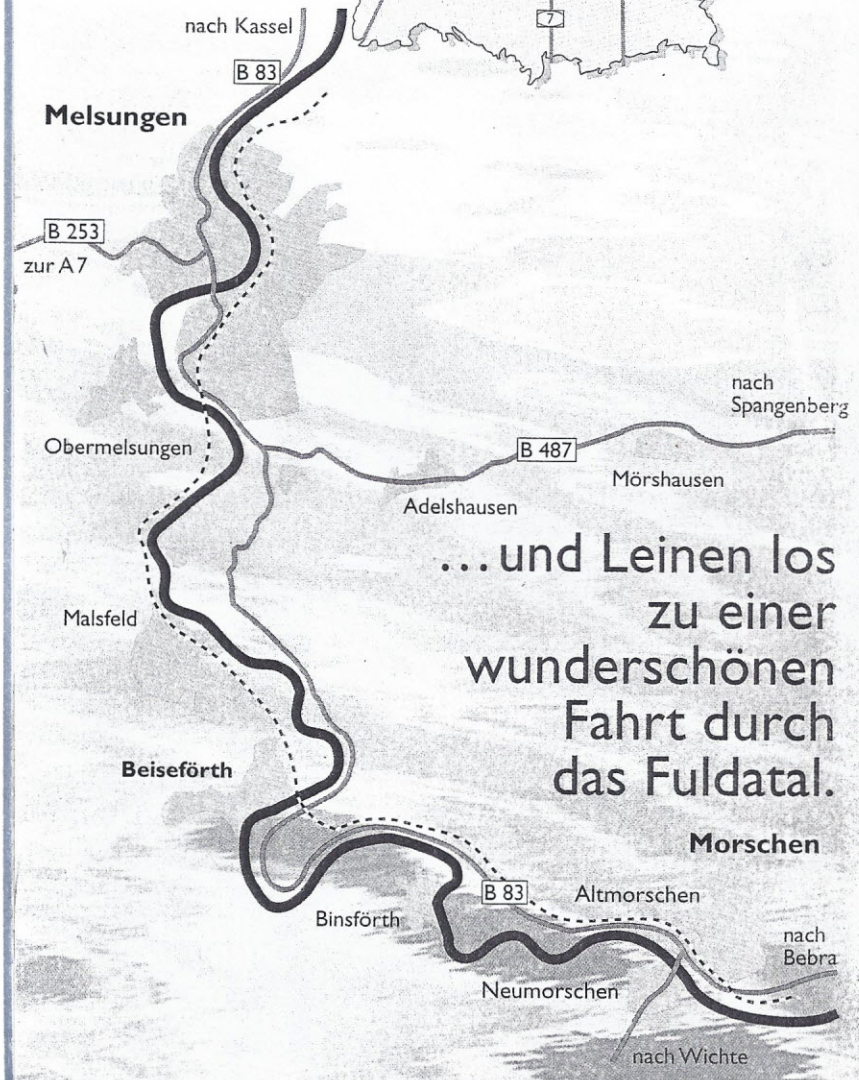 nach Kassel
7
B 83
Melsungen
B 253
zur A7
nach
Spangenberg
Obermelsungen
B 487
Mörshausen
Adelshausen
...und Leinen los
zu einer
wunderschönen
Fahrt durch
das Fuldatal.
Malsfeld
Beiseförth
Morschen
B 83
Altmorschen
Binsförth
nach
Bebra
Neumorschen
nach Wichte